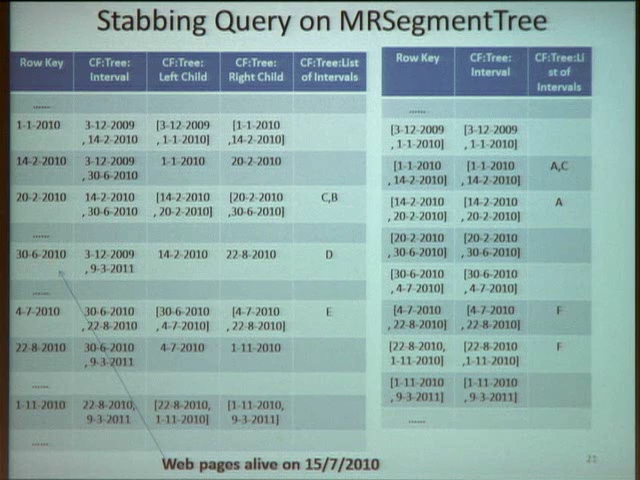 Stabbing Query on MRSegmentTree
Row Key CF:Tree: Interval CF:Tree: Left Child CF:Tree: Right Child CF:Tree:List of Intervals
......
1-1-2010 3-12-2009 , 14-2-2010 [3-12-2009 , 1-1-2010] [1-1-2010 ,14-2-2010]
14-2-2010 3-12-2009 , 30-6-2010 1-1-2010 20-2-2010
20-2-2010 14-2-2010 , 30-6-2010 [14-2-2010 , 20-2-2010] [20-2-2010 ,30-6-2010] C,B
......
30-6-2010 3-12-2009 , 9-3-2011 14-2-2010 22-8-2010 D
......
4-7-2010 30-6-2010 , 22-8-2010 [30-6-2010 , 4-7-2010] [4-7-2010 , 22-8-2010] E
22-8-2010 30-6-2010 , 9-3-2011 4-7-2010 1-11-2010
......
1-11-2010 22-8-2010, 9-3-2011 [22-8-2010, 1-11-2010] [1-11-2010, 9-3-2011]
......
Row Key CF:Tree: Interval CF:Tree:Li st of Intervals
......
[3-12-2009 , 1-1-2010] [3-12-2009 , 1-1-2010]
[1-1-2010 , 14-2-2010] [1-1-2010 , 14-2-2010] A,C
[14-2-2010 , 20-2-2010] [14-2-2010 , 20-2-2010] A
[20-2-2010 , 30-6-2010] [20-2-2010 , 30-6-2010]
[30-6-2010 , 4-7-2010] [30-6-2010 , 4-7-2010]
[4-7-2010 , 22-8-2010] [4-7-2010 , 22-8-2010] F
[22-8-2010, 1-11-2010] [22-8-2010 ,1-11-2010] F
[1-11-2010 , 9-3-2011] [1-11-2010 , 9-3-2011]
......
Web pages alive on 15/7/2010
21